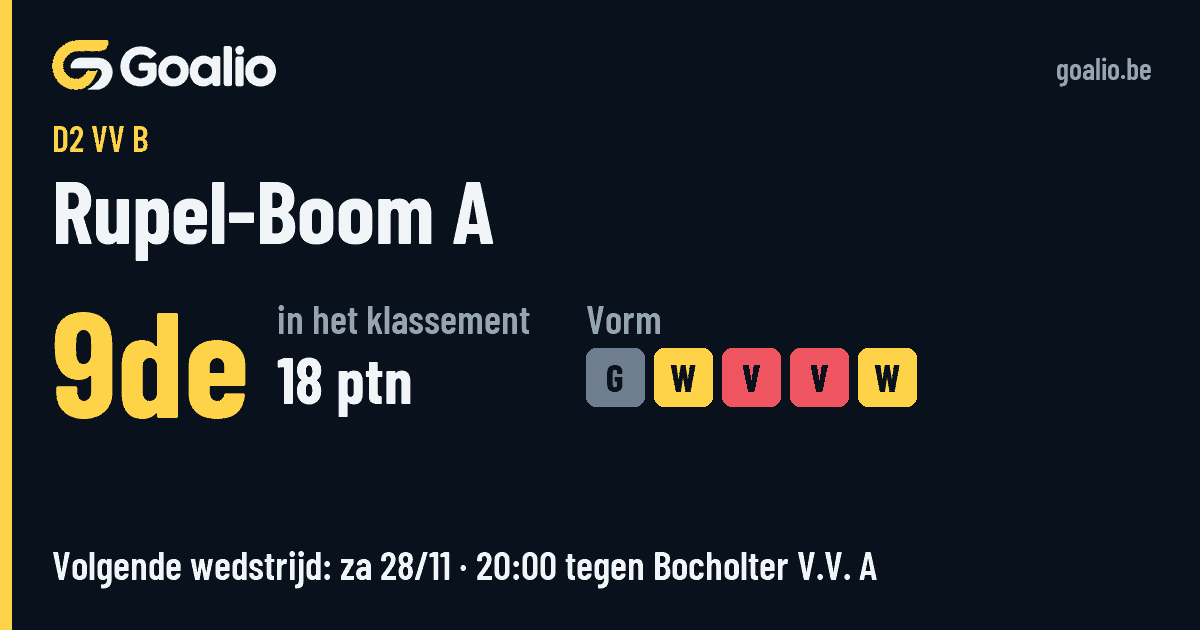 Goalio
goalio.be
D2 VV B
Rupel-Boom A
9de
in het klassement
18 ptn
Vorm
G W V V W
Volgende wedstrijd: za 28/11 · 20:00 tegen Bocholter V.V. A